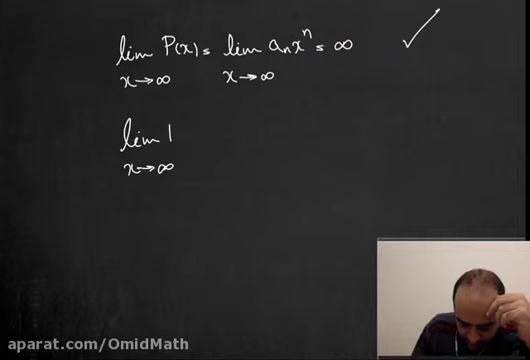 lim P(x) = lim aₙxⁿ = ∞
x→∞ x→∞
lim 1
x→∞
aparat.com/OmidMath